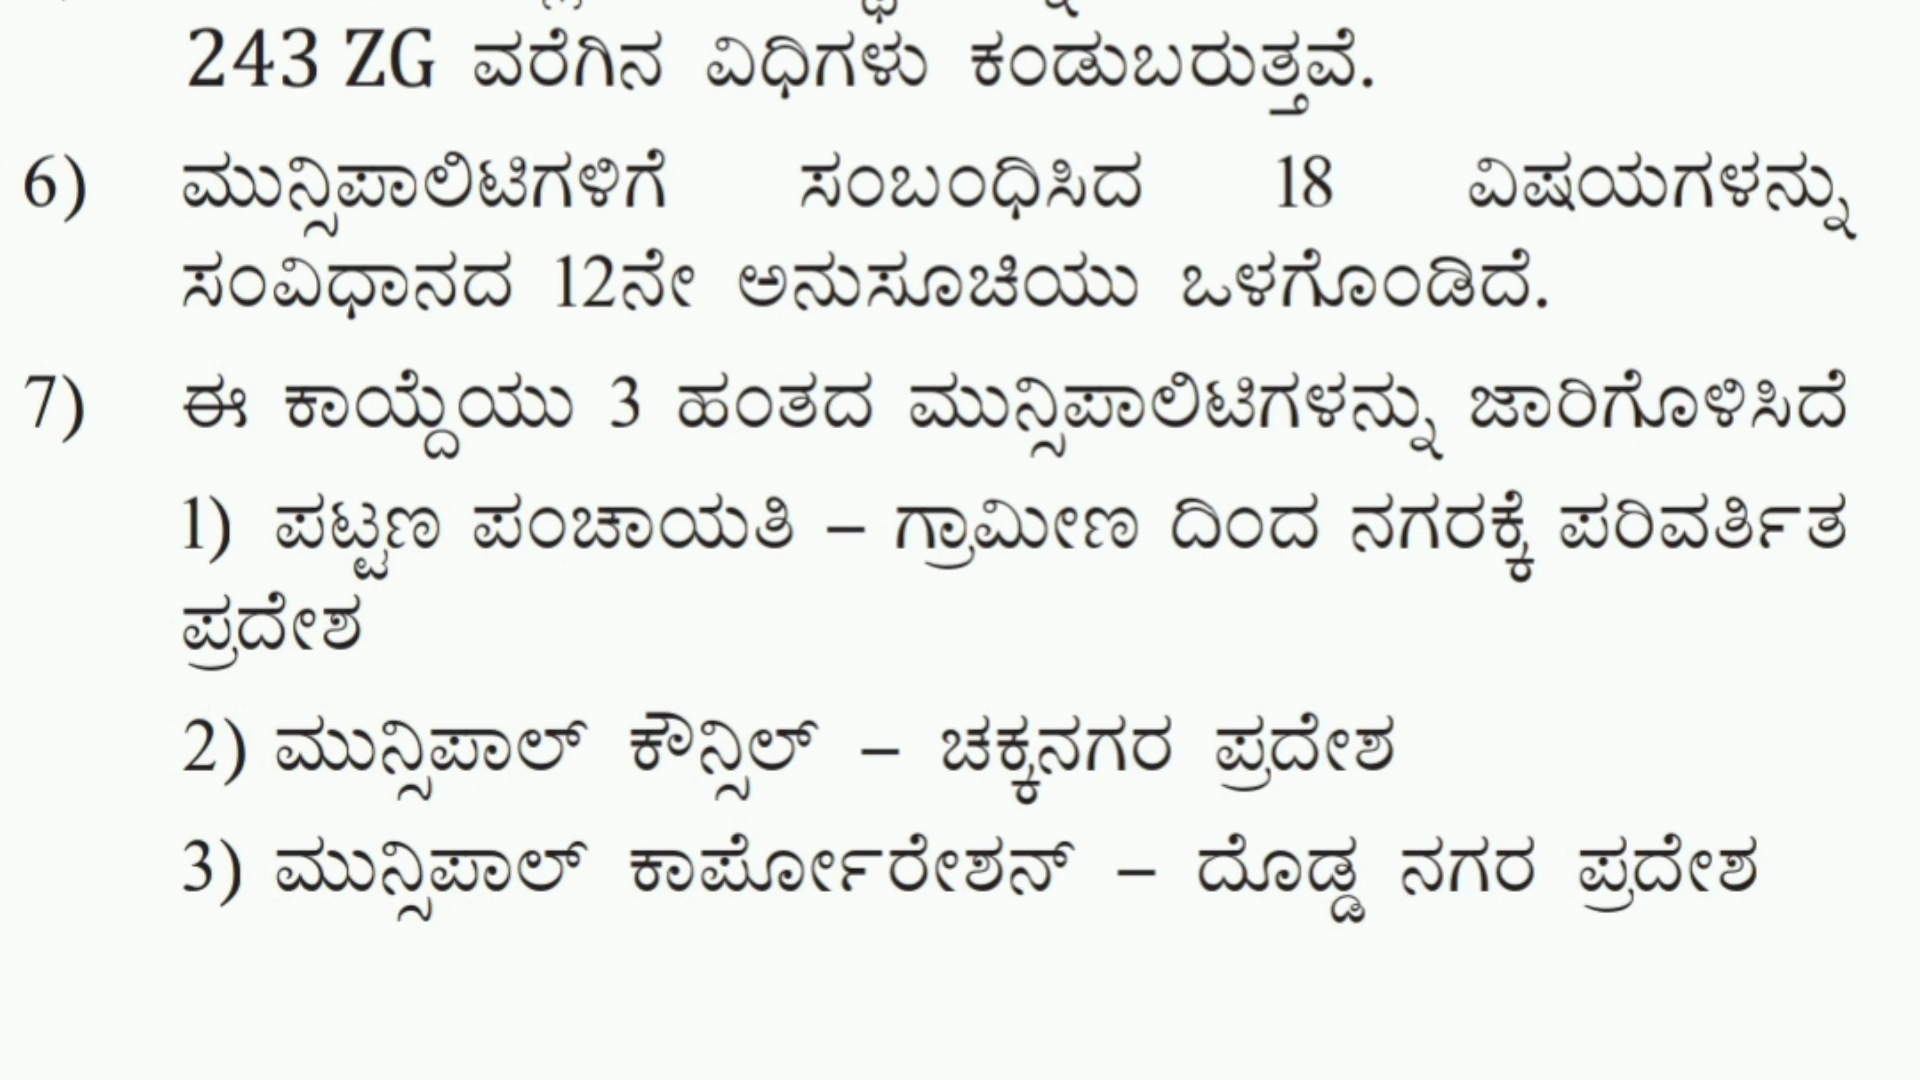 243 ZG ವರೆಗಿನ ವಿಧಿಗಳು ಕಂಡುಬರುತ್ತವೆ.
6) ಮುನ್ಸಿಪಾಲಿಟಿಗಳಿಗೆ ಸಂಬಂಧಿಸಿದ 18 ವಿಷಯಗಳನ್ನು
ಸಂವಿಧಾನದ 12ನೇ ಅನುಸೂಚಿಯು ಒಳಗೊಂಡಿದೆ.
7) ಈ ಕಾಯ್ದೆಯು 3 ಹಂತದ ಮುನ್ಸಿಪಾಲಿಟಿಗಳನ್ನು ಜಾರಿಗೊಳಿಸಿದೆ
1) ಪಟ್ಟಣ ಪಂಚಾಯತಿ – ಗ್ರಾಮೀಣ ದಿಂದ ನಗರಕ್ಕೆ ಪರಿವರ್ತಿತ
ಪ್ರದೇಶ
2) ಮುನ್ಸಿಪಾಲ್ ಕೌನ್ಸಿಲ್ – ಚಕ್ಕನಗರ ಪ್ರದೇಶ
3) ಮುನ್ಸಿಪಾಲ್ ಕಾರ್ಪೋರೇಶನ್ – ದೊಡ್ಡ ನಗರ ಪ್ರದೇಶ